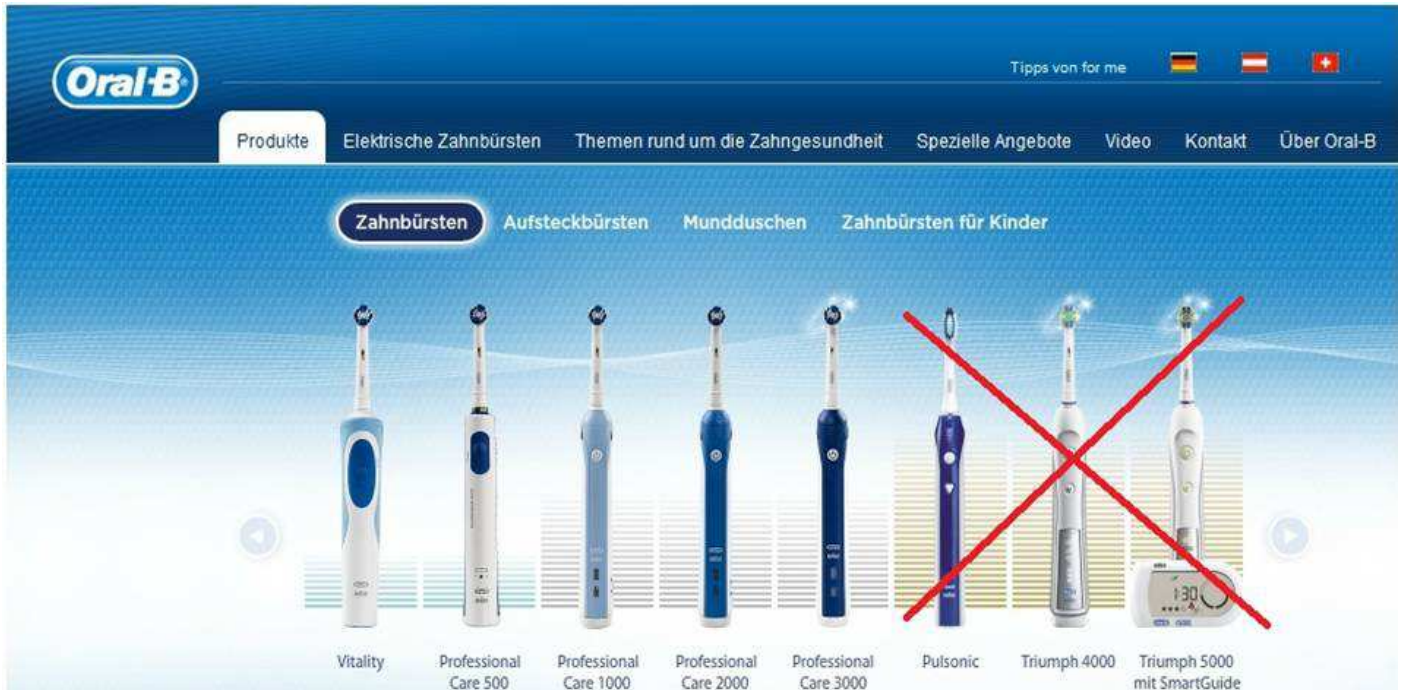 Oral-B
Tipps von for me
Produkte Elektrische Zahnbürsten Themen rund um die Zahngesundheit Spezielle Angebote Video Kontakt Über Oral-B
Zahnbürsten Aufsteckbürsten Mundduschen Zahnbürsten für Kinder
1:30
Vitality Professional Professional Professional Professional Pulsonic Triumph 4000 Triumph 5000
Care 500 Care 1000 Care 2000 Care 3000 mit SmartGuide